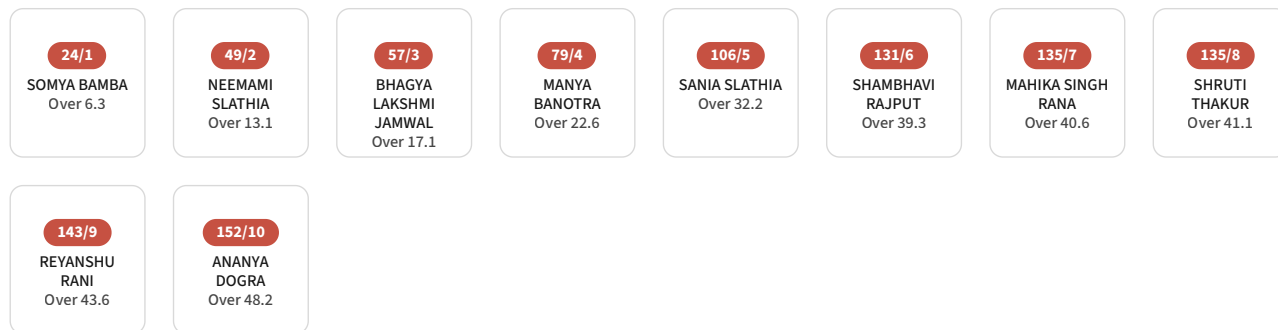 24/1
SOMYA BAMBA
Over 6.3
49/2
NEEMAMI
SLATHIA
Over 13.1
57/3
BHAGYA
LAKSHMI
JAMWAL
Over 17.1
79/4
MANYA
BANOTRA
Over 22.6
106/5
SANIA SLATHIA
Over 32.2
131/6
SHAMBHAVI
RAJPUT
Over 39.3
135/7
MAHIKA SINGH
RANA
Over 40.6
135/8
SHRUTI
THAKUR
Over 41.1
143/9
REYANSHU
RANI
Over 43.6
152/10
ANANYA
DOGRA
Over 48.2